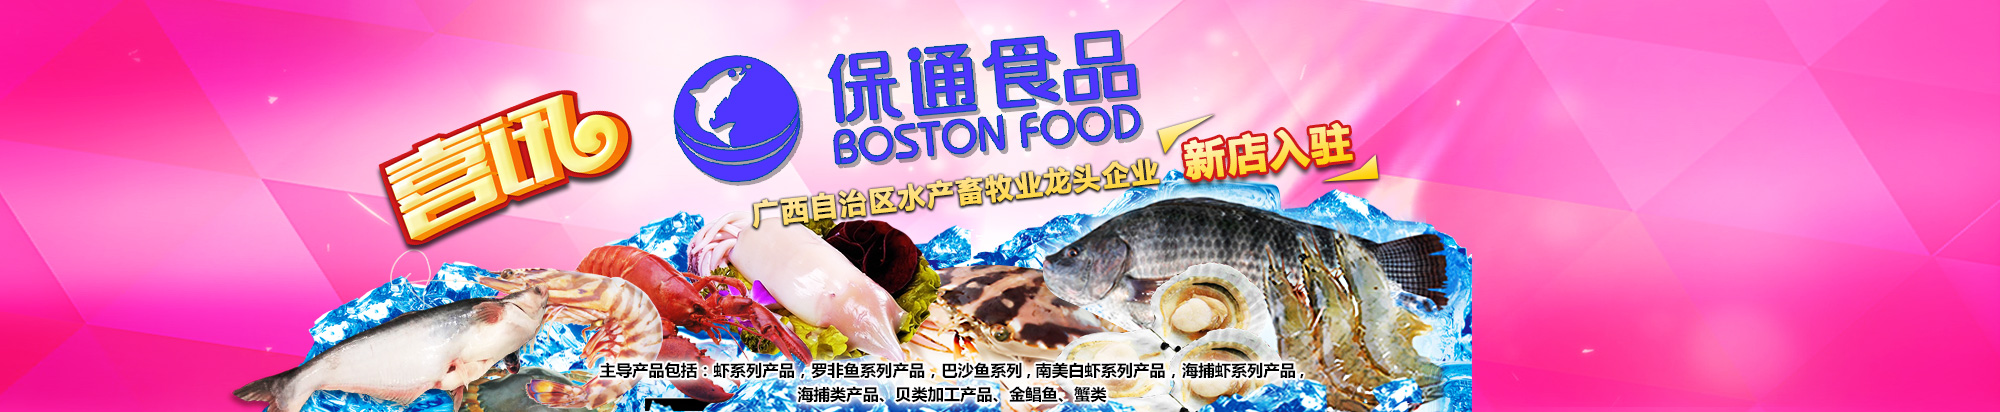 喜讯
保通食品
BOSTON FOOD
新店入驻
广西自治区水产畜牧业龙头企业
主导产品包括：虾系列产品，罗非鱼系列产品，巴沙鱼系列，南美白虾系列产品，海捕虾系列产品，
海捕类产品、贝类加工产品、金鲳鱼、蟹类